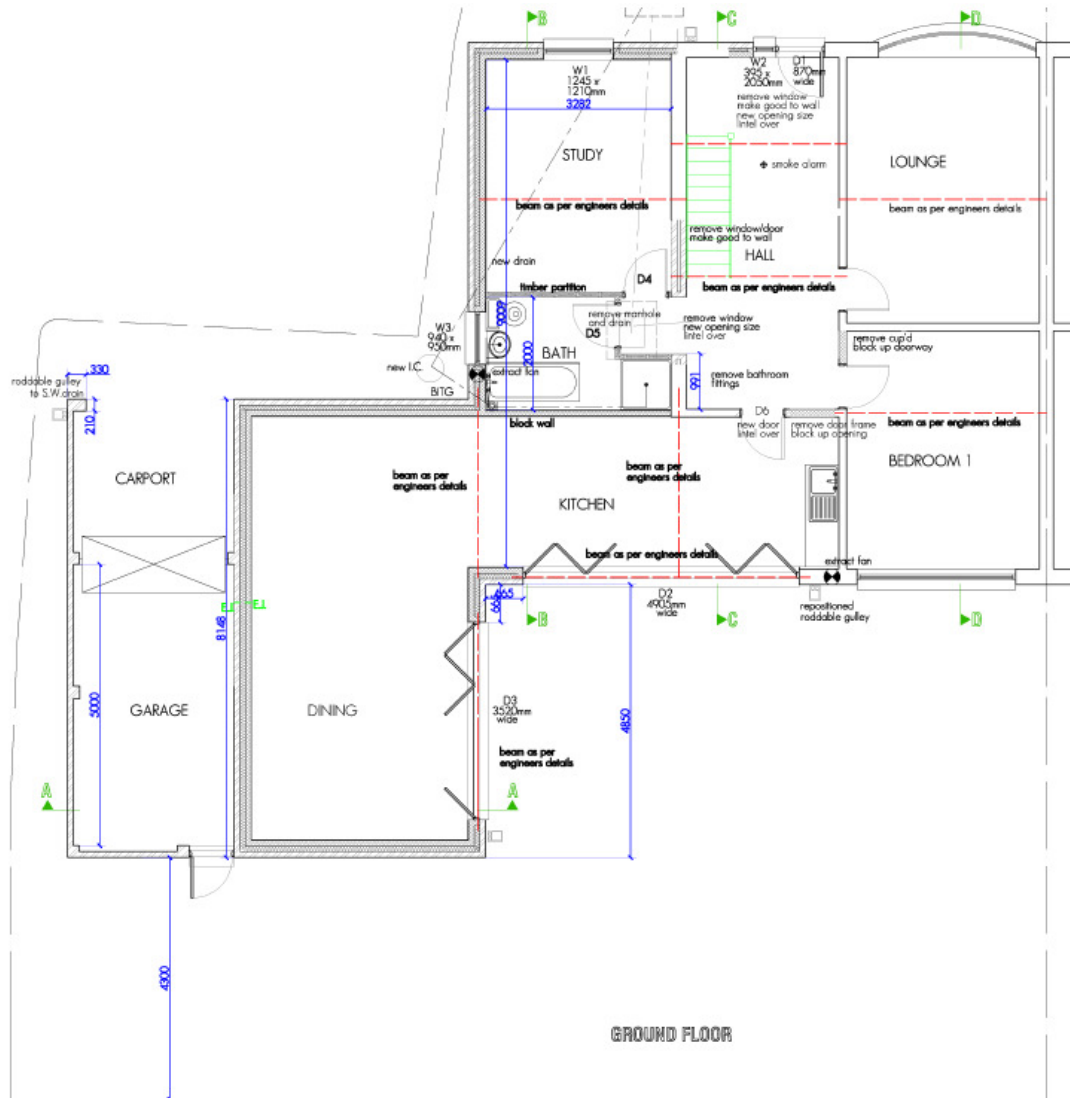 B
C
D
W1
1245 x
1210mm
3282
W2
395 x
2050mm
D1
870mm
wide
remove window
make good to wall
new opening size
lintel over
STUDY
smoke alarm
LOUNGE
beam as per engineers details
beam as per engineers details
remove window/door
make good to wall
HALL
new drain
D4
timber partition
beam as per engineers details
9009
remove manhole
and drain
D5
remove window
new opening size
lintel over
W3
940 x
950mm
2000
BATH
remove cup'd
block up doorway
new I.C.
extract fan
BiTG
991
remove bathroom
fittings
roddable gulley
to S.W.drain
330
210
D6
new door
lintel over
remove door frame
block up opening
block wall
beam as per engineers details
BEDROOM 1
CARPORT
beam as per
engineers details
beam as per
engineers details
KITCHEN
beam as per engineers details
extract fan
665
665
D2
4905mm
wide
repositioned
roddable gulley
B
C
D
8148
5000
GARAGE
DINING
D3
3520mm
wide
4850
beam as per
engineers details
A
A
4300
GROUND FLOOR